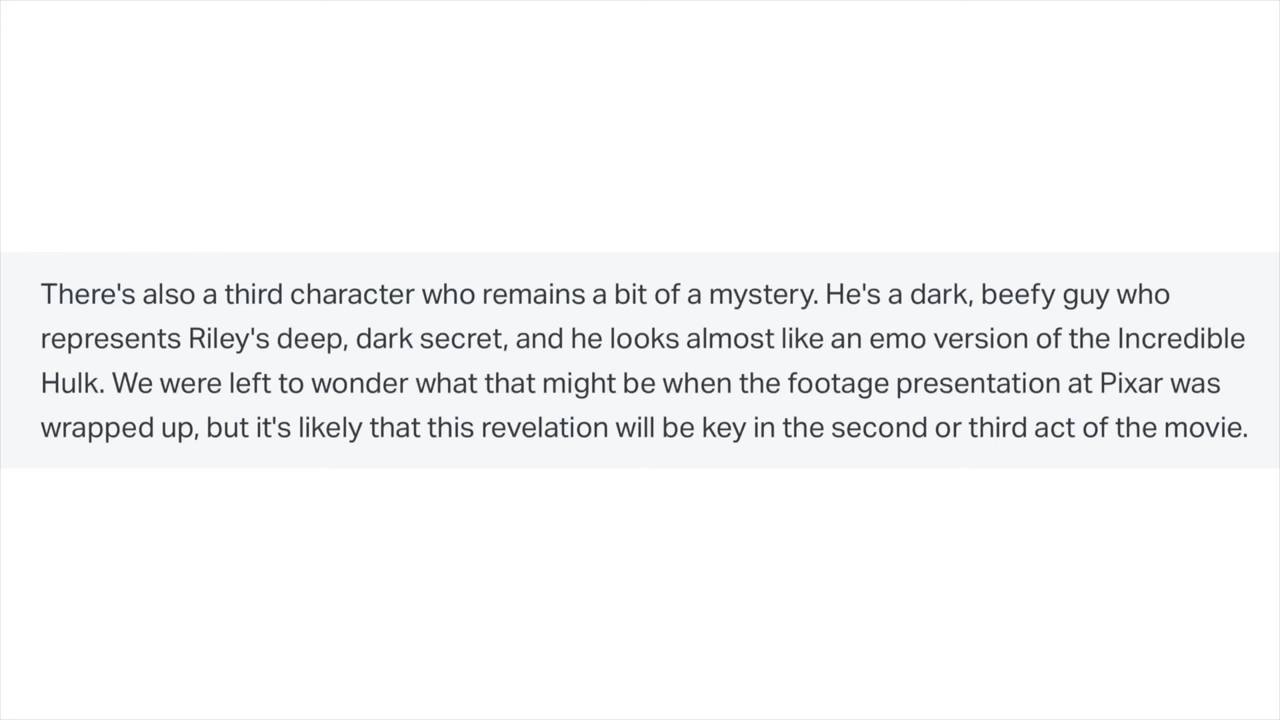 There's also a third character who remains a bit of a mystery. He's a dark, beefy guy who
represents Riley's deep, dark secret, and he looks almost like an emo version of the Incredible
Hulk. We were left to wonder what that might be when the footage presentation at Pixar was
wrapped up, but it's likely that this revelation will be key in the second or third act of the movie.